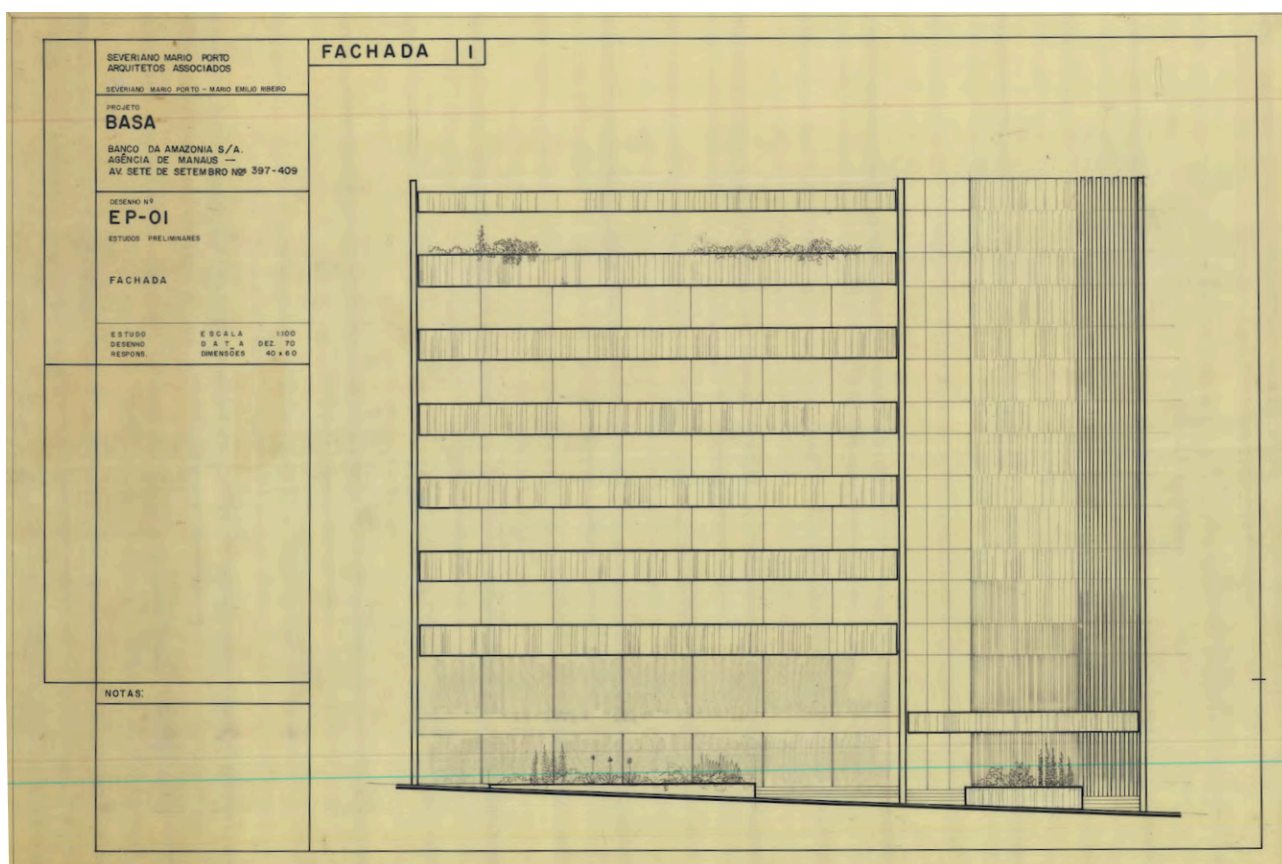 SEVERIANO MARIO PORTO
ARQUITETOS ASSOCIADOS
SEVERIANO MARIO PORTO – MARIO EMILIO RIBEIRO
PROJETO
BASA
BANCO DA AMAZONIA S/A.
AGÊNCIA DE MANAUS —
AV. SETE DE SETEMBRO NOS 397-409
DESENHO Nº
EP-01
ESTUDOS PRELIMINARES
FACHADA
ESTUDO ESCALA 1:100
DESENHO DATA DEZ. 70
RESPONS. DIMENSÕES 40 x 60
NOTAS:
FACHADA 1